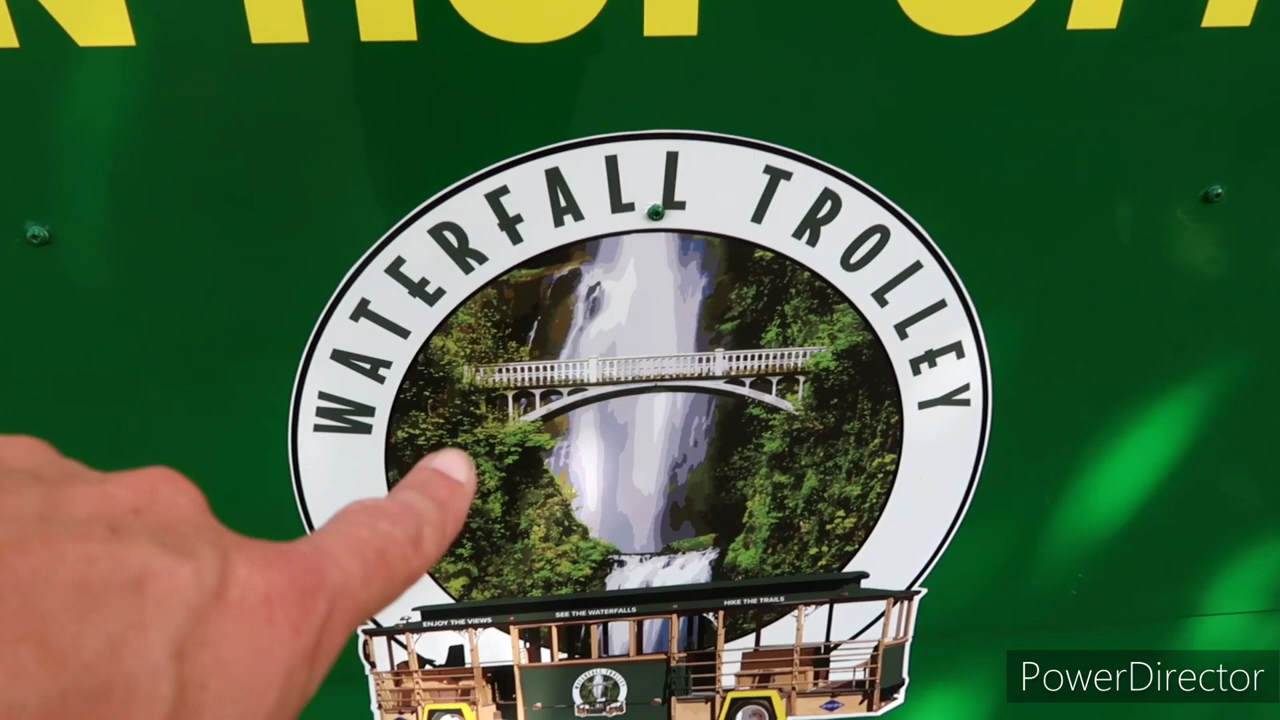 WATERFALL TROLLEY
ENJOY THE VIEWS SEE THE WATERFALLS HIKE THE TRAILS
PowerDirector